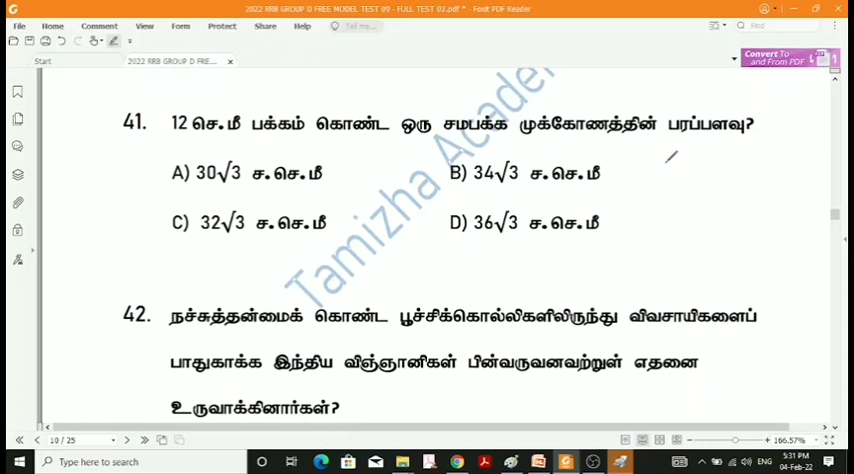 2022 RRB GROUP D FREE MODEL TEST 09 - FULL TEST 02.pdf * - Foxit PDF Reader
File Home Comment View Form Protect Share Help Tell me... Find
Start 2022 RRB GROUP D FREE... Convert To and From PDF
Tamizha Academ
41. 12 செ.மீ பக்கம் கொண்ட ஒரு சமபக்க முக்கோணத்தின் பரப்பளவு?
A) 30√3 ச.செ.மீ B) 34√3 ச.செ.மீ
C) 32√3 ச.செ.மீ D) 36√3 ச.செ.மீ
42. நச்சுத்தன்மைக் கொண்ட பூச்சிக்கொல்லிகளிலிருந்து விவசாயிகளைப்
பாதுகாக்க இந்திய விஞ்ஞானிகள் பின்வருவனவற்றுள் எதனை
உருவாக்கினார்கள்?
10 / 25 166.57%
Type here to search ENG 5:31 PM
04-Feb-22